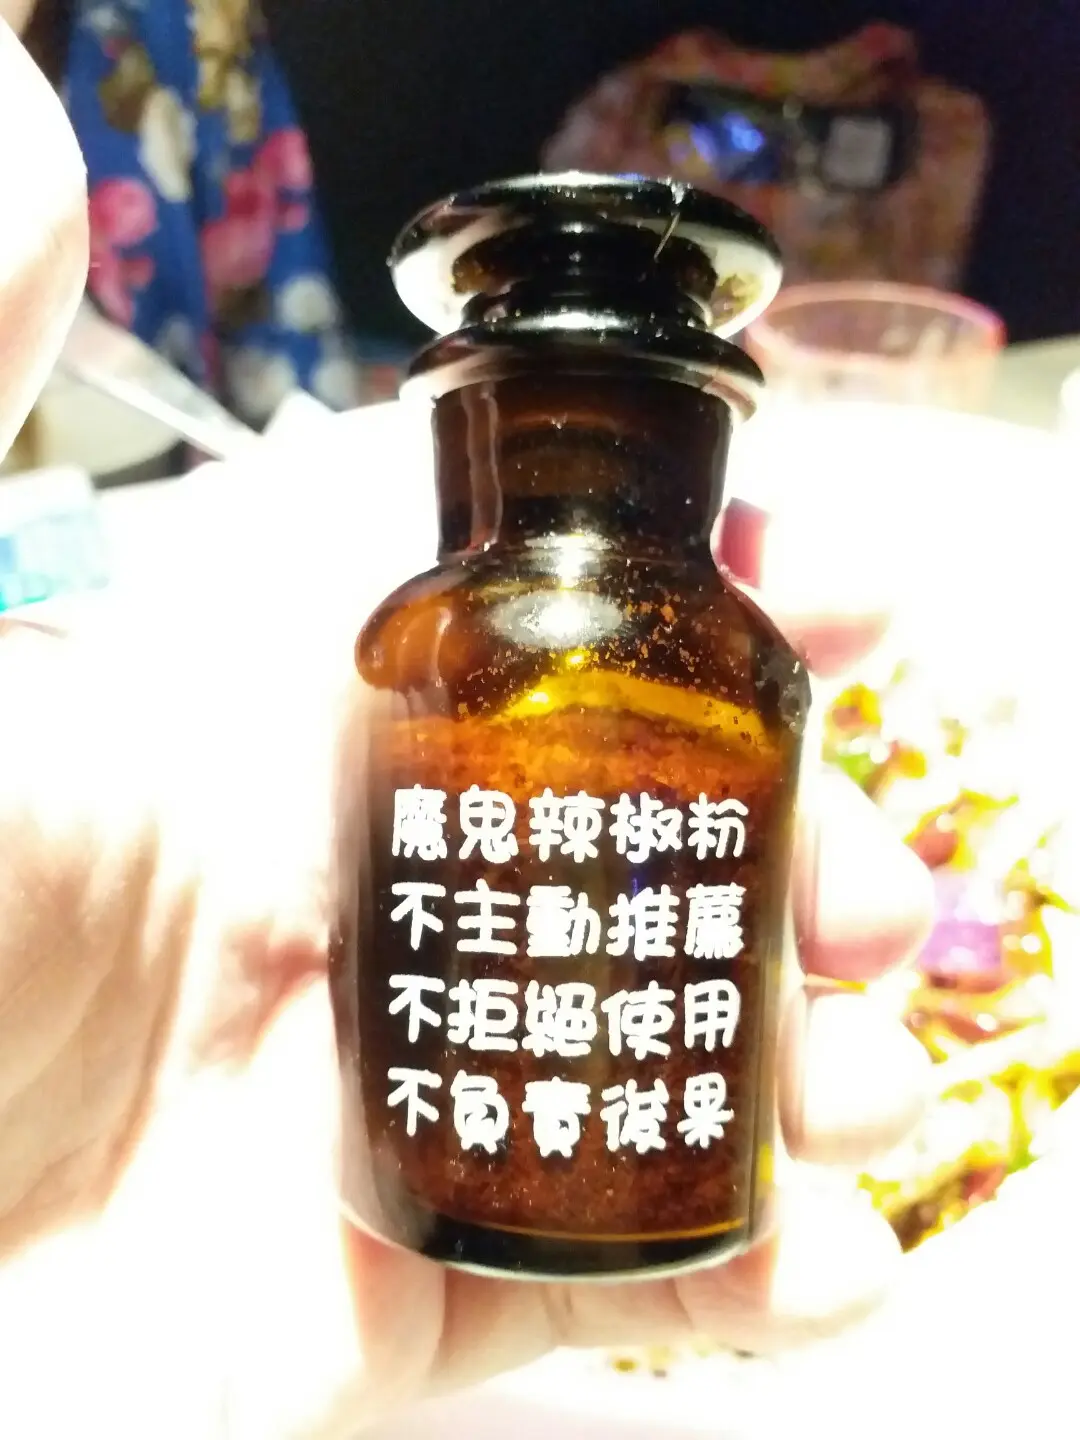 魔鬼辣椒粉
不主動推薦
不拒絕使用
不負責後果